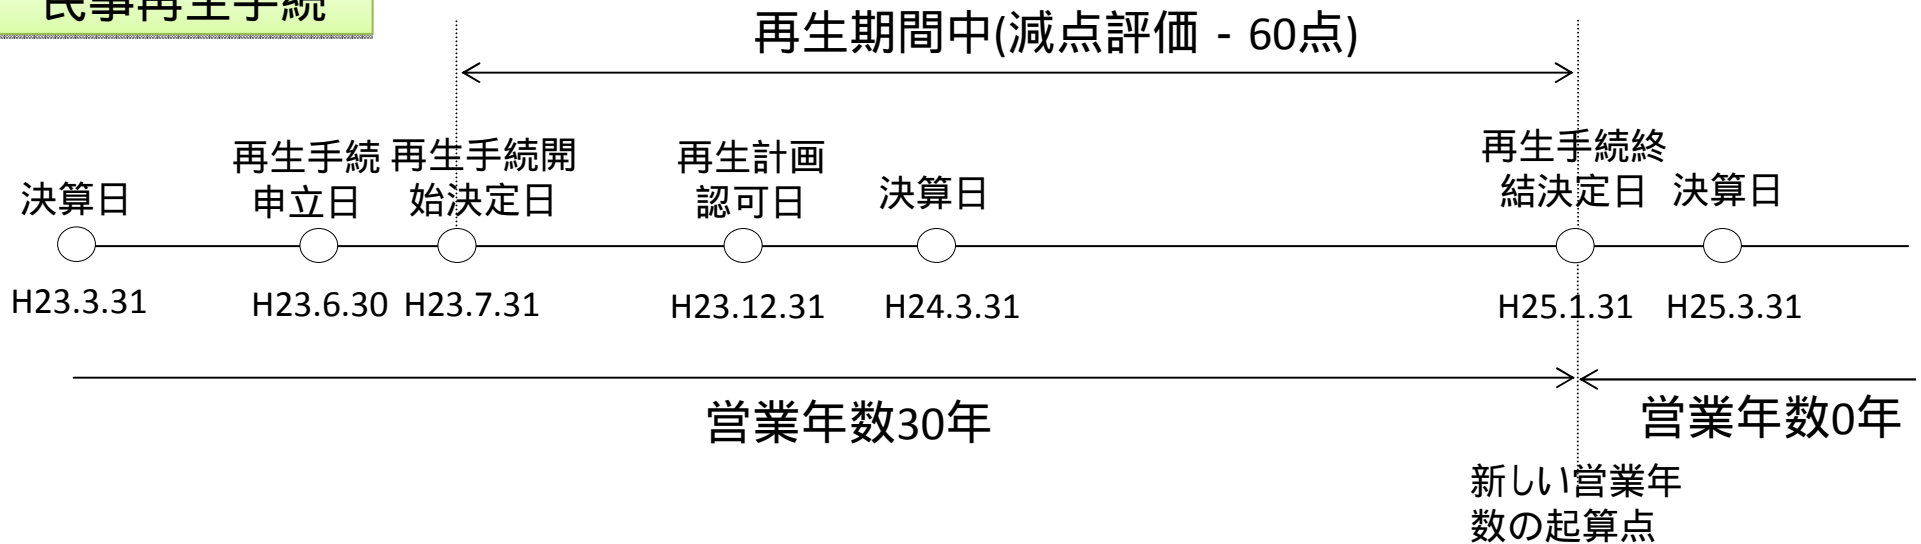 民事再生手続
再生期間中(減点評価 - 60点)
決算日
再生手続
申立日
再生手続開
始決定日
再生計画
認可日
決算日
再生手続終
結決定日
決算日
H23.3.31
H23.6.30
H23.7.31
H23.12.31
H24.3.31
H25.1.31
H25.3.31
営業年数30年
営業年数0年
新しい営業年
数の起算点